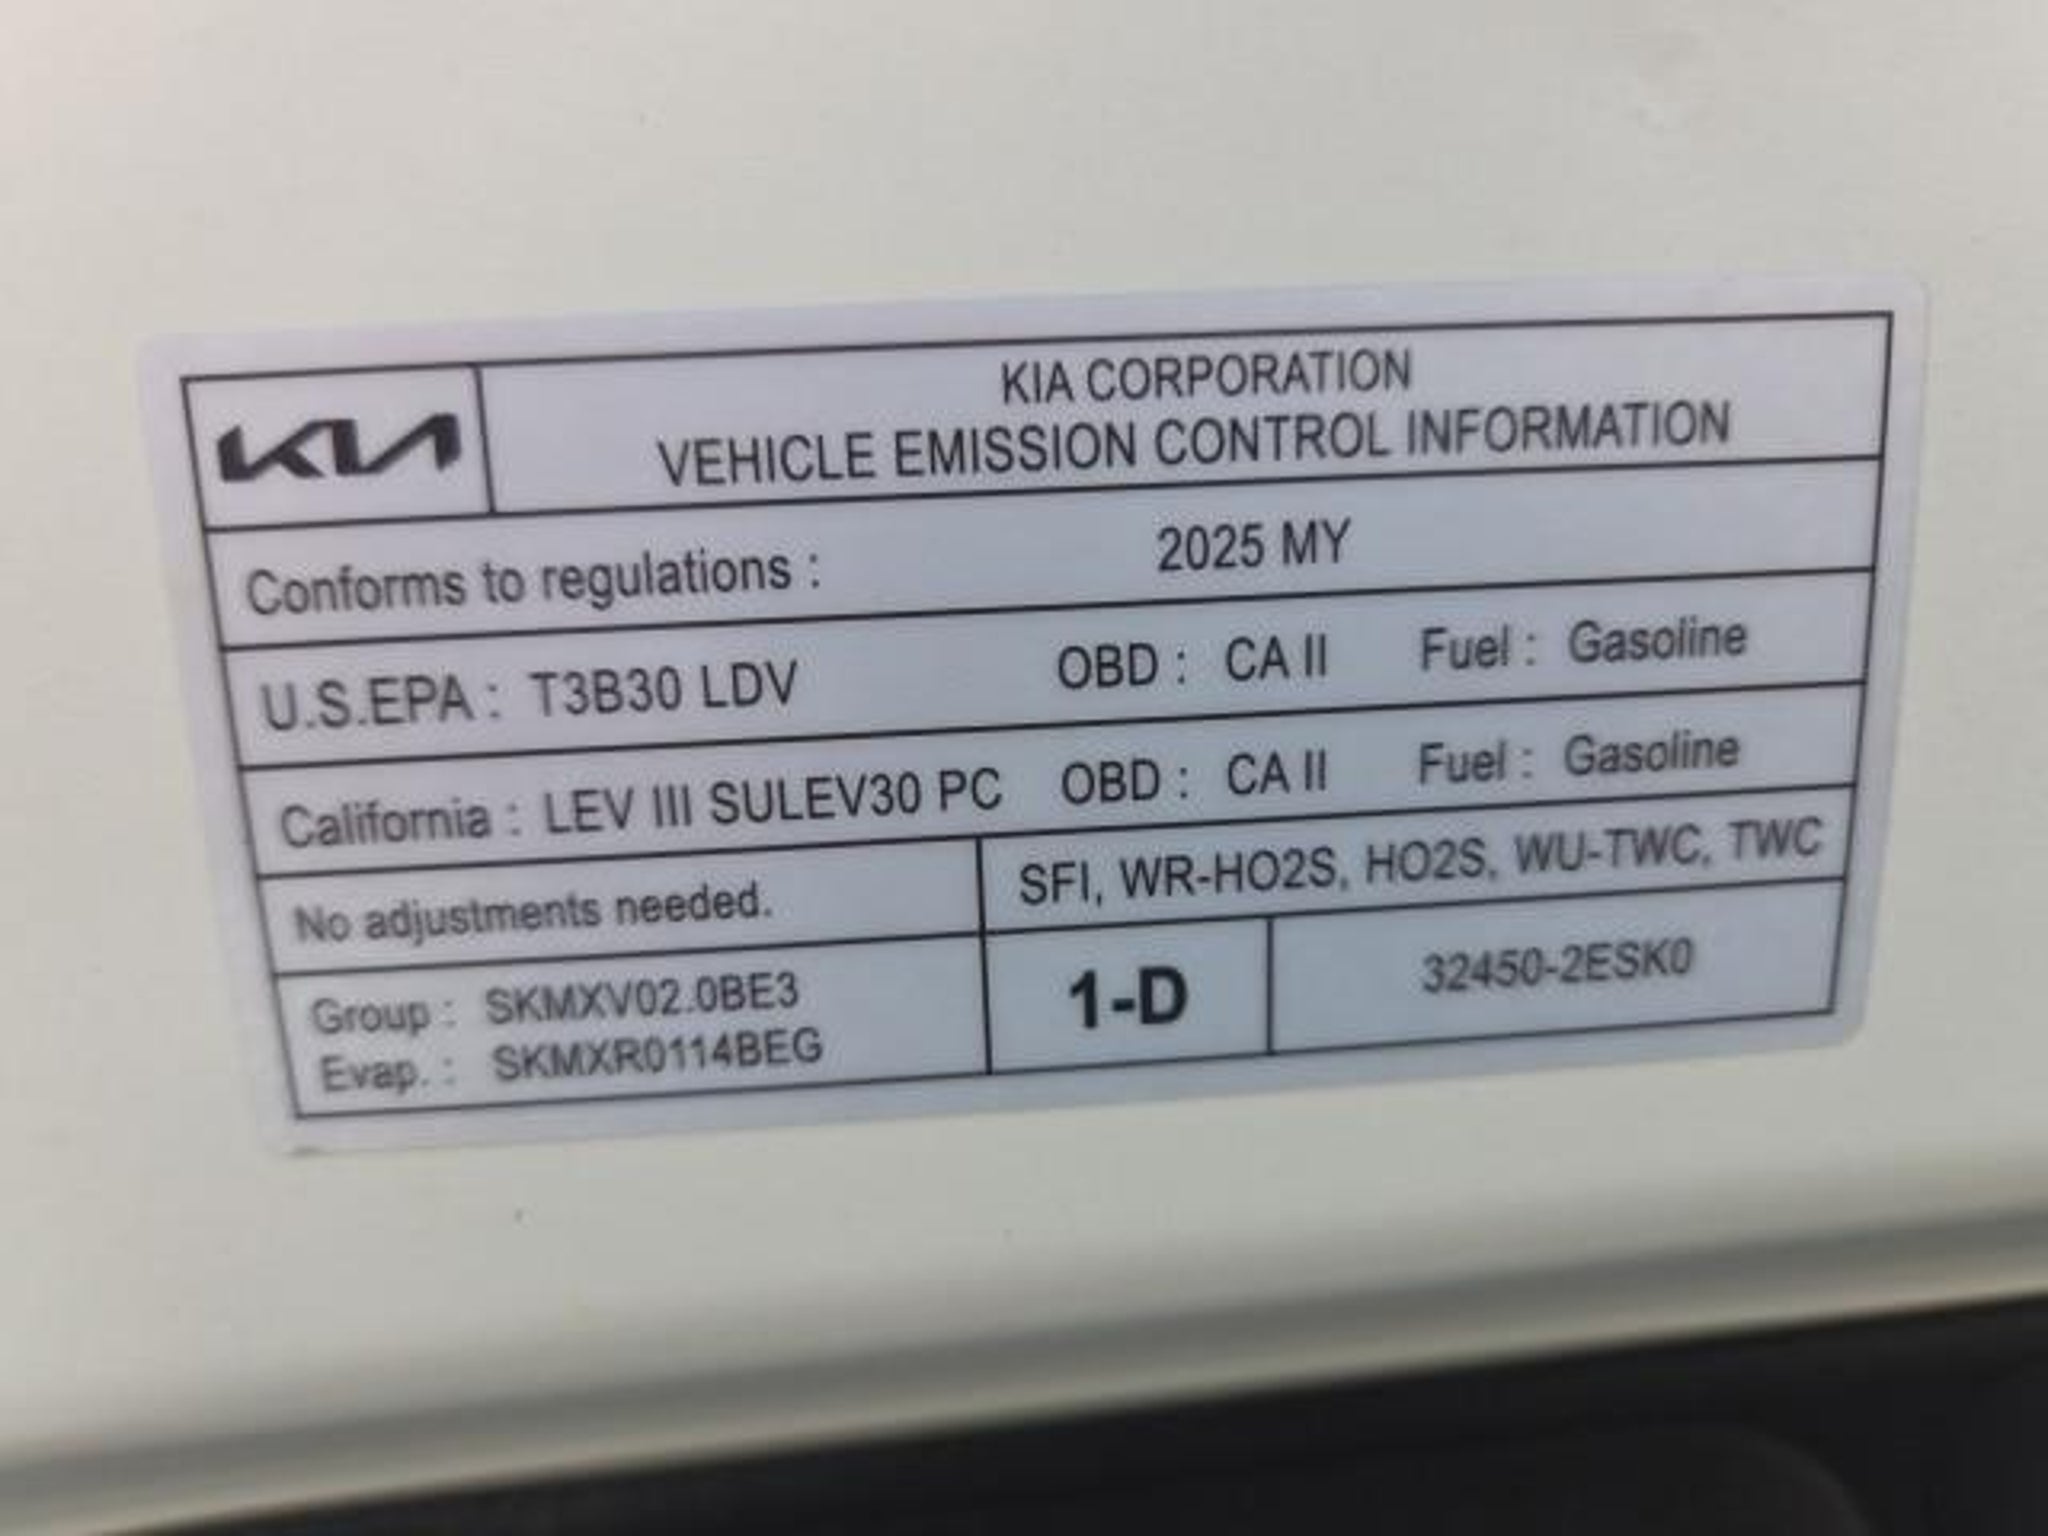 KIA
KIA CORPORATION
VEHICLE EMISSION CONTROL INFORMATION
Conforms to regulations : 2025 MY
U.S.EPA : T3B30 LDV OBD : CA II Fuel : Gasoline
California : LEV III SULEV30 PC OBD : CA II Fuel : Gasoline
No adjustments needed. SFI, WR-HO2S, HO2S, WU-TWC, TWC
Group : SKMXV02.0BE3
Evap. : SKMXR0114BEG
1-D
32450-2ESK0